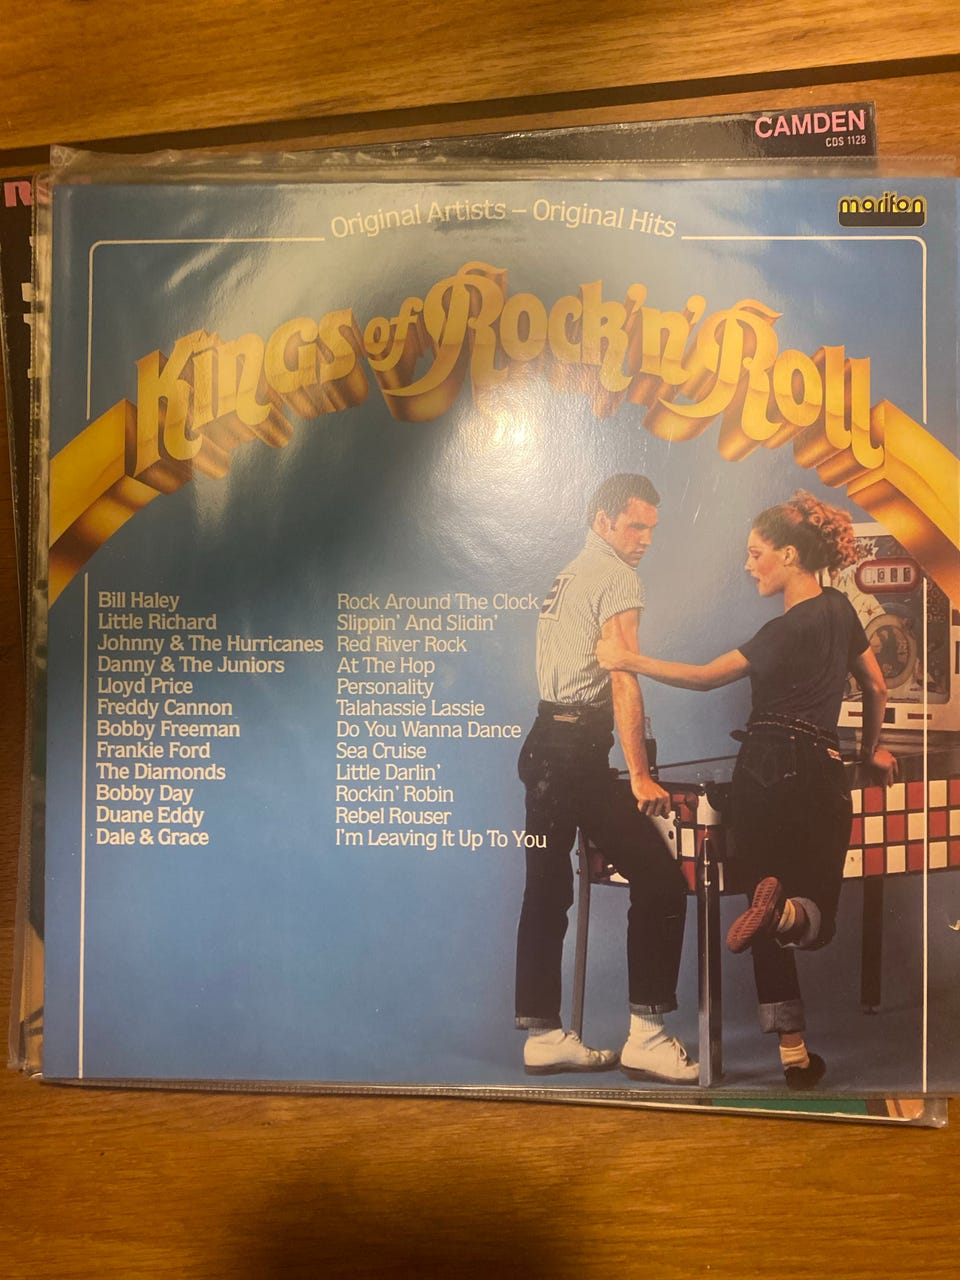 CAMDEN
CDS 1128
mariton
Original Artists – Original Hits
Kings of Rock'n'Roll
Bill Haley Rock Around The Clock
Little Richard Slippin' And Slidin'
Johnny & The Hurricanes Red River Rock
Danny & The Juniors At The Hop
Lloyd Price Personality
Freddy Cannon Talahassie Lassie
Bobby Freeman Do You Wanna Dance
Frankie Ford Sea Cruise
The Diamonds Little Darlin'
Bobby Day Rockin' Robin
Duane Eddy Rebel Rouser
Dale & Grace I'm Leaving It Up To You